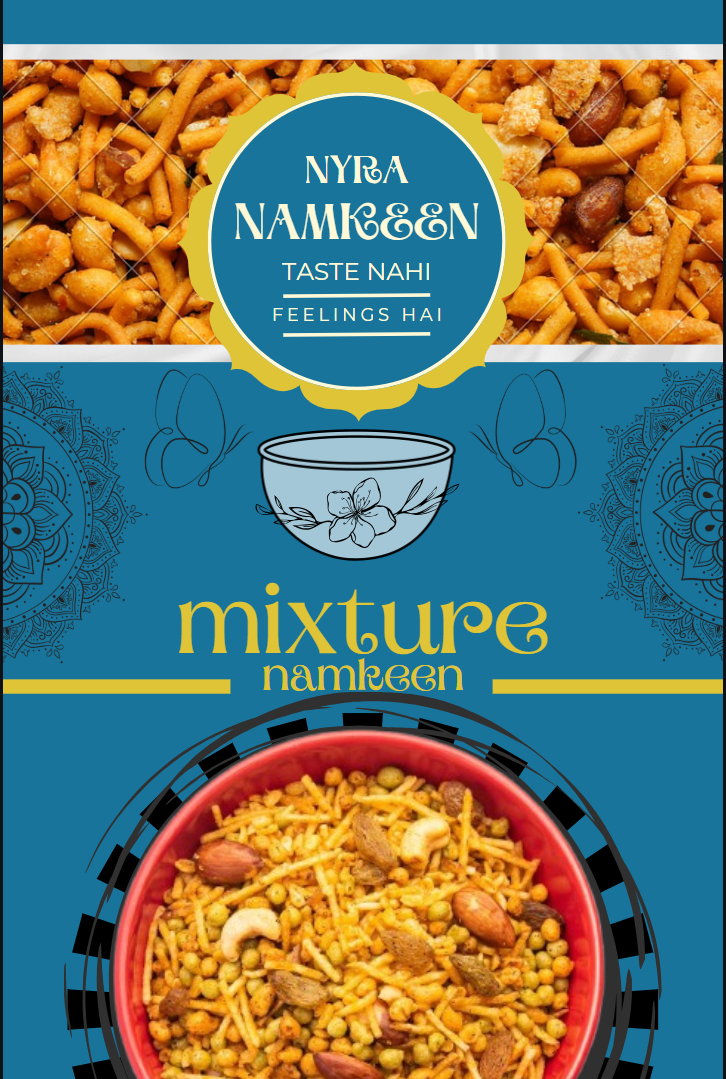 NYRA
NAMKEEN
TASTE NAHI
FEELINGS HAI
mixture
namkeen